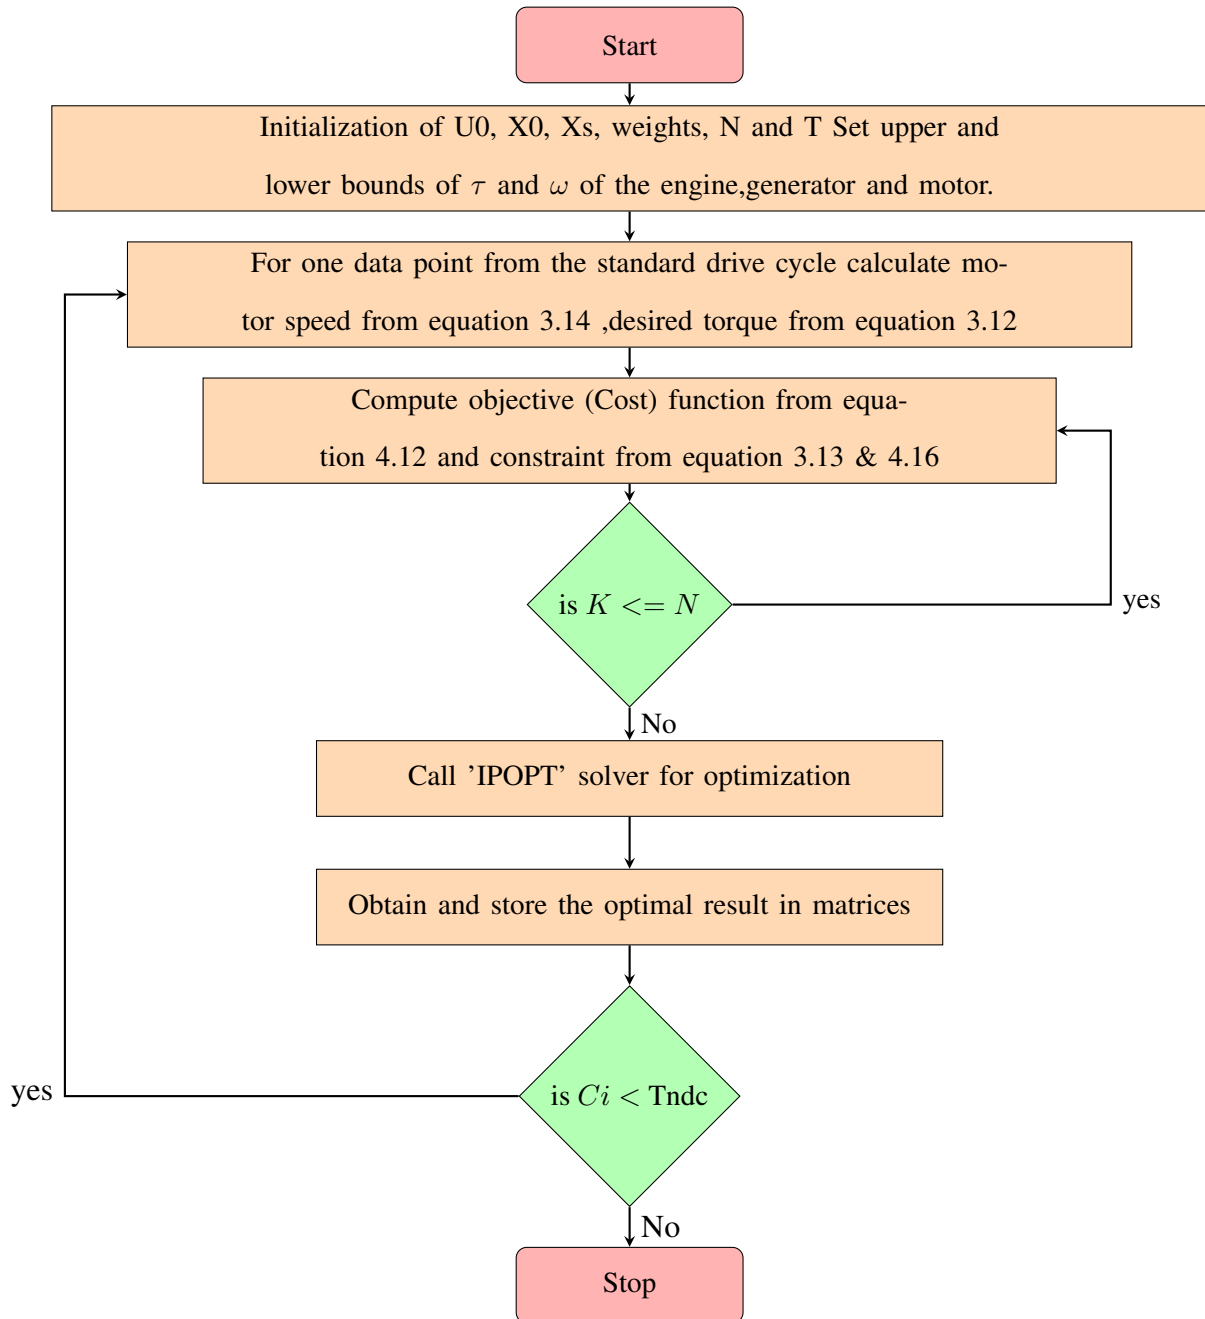 Start
Initialization of U0, X0, Xs, weights, N and T Set upper and
lower bounds of τ and ω of the engine,generator and motor.
For one data point from the standard drive cycle calculate mo-
tor speed from equation 3.14 ,desired torque from equation 3.12
Compute objective (Cost) function from equa-
tion 4.12 and constraint from equation 3.13 & 4.16
is K <= N
yes
No
Call ’IPOPT’ solver for optimization
Obtain and store the optimal result in matrices
yes
is Ci < Tndc
No
Stop